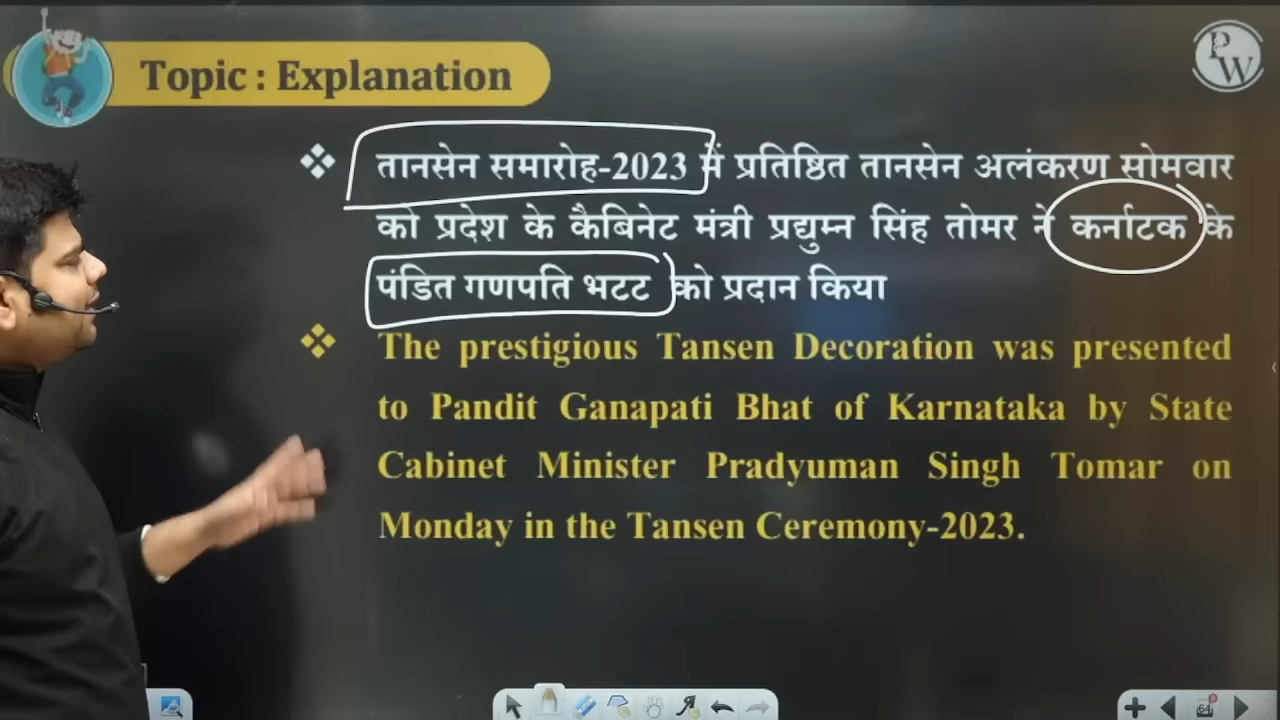 Topic : Explanation
PW
तानसेन समारोह-2023 में प्रतिष्ठित तानसेन अलंकरण सोमवार
को प्रदेश के कैबिनेट मंत्री प्रद्युम्न सिंह तोमर ने कर्नाटक के
पंडित गणपति भटट को प्रदान किया
The prestigious Tansen Decoration was presented
to Pandit Ganapati Bhat of Karnataka by State
Cabinet Minister Pradyuman Singh Tomar on
Monday in the Tansen Ceremony-2023.
64